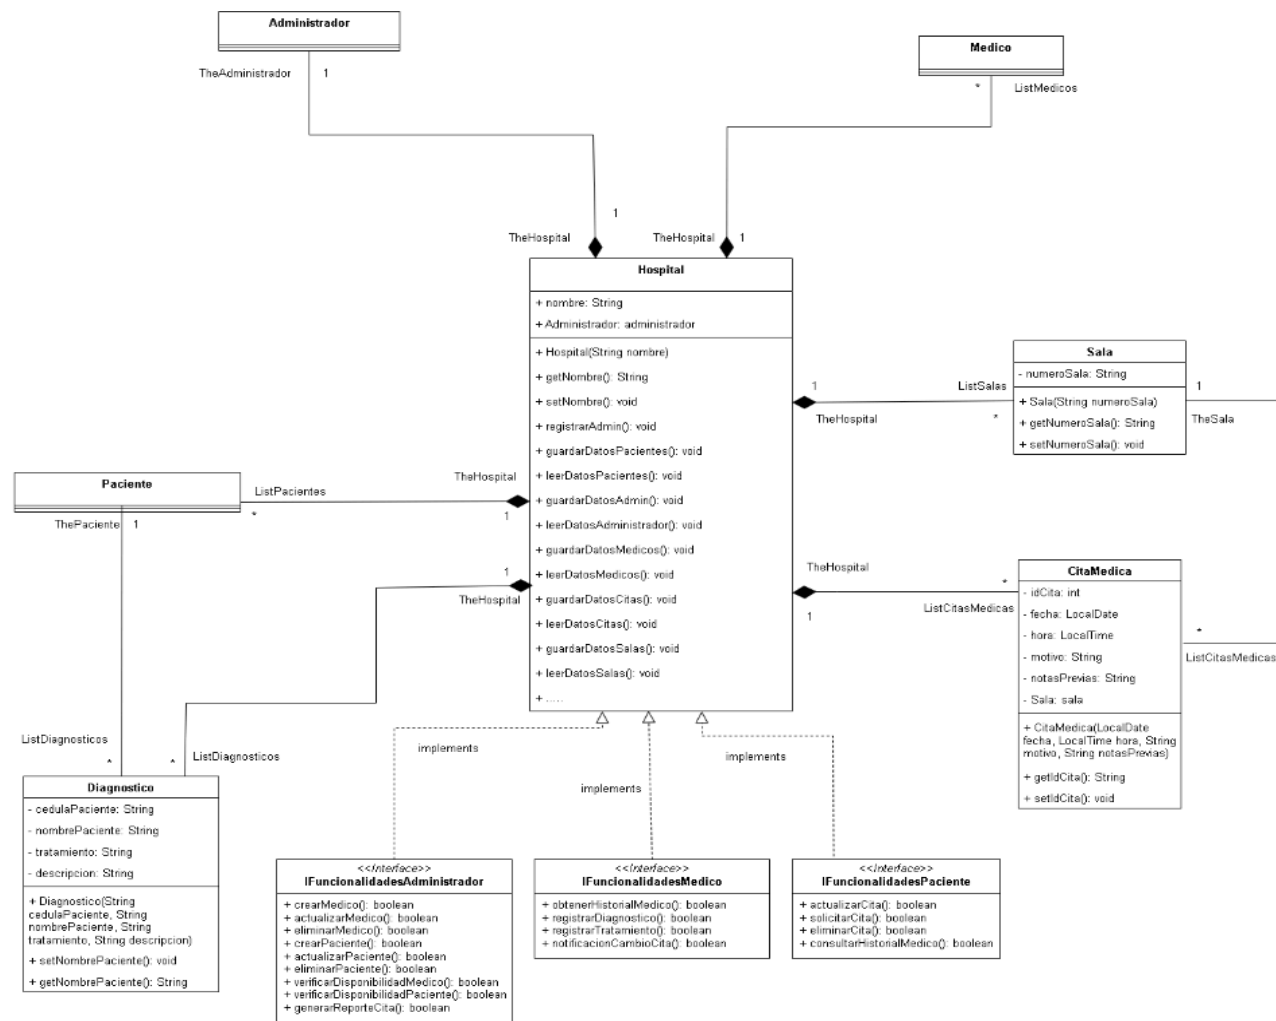 Administrador
TheAdministrador
1
Medico
*
ListMedicos
1
TheHospital
TheHospital
1
Hospital
+ nombre: String
+ Administrador: administrador
+ Hospital(String nombre)
+ getNombre(): String
+ setNombre(): void
+ registrarAdmin(): void
+ guardarDatosPacientes(): void
+ leerDatosPacientes(): void
+ guardarDatosAdmin(): void
+ leerDatosAdministrador(): void
+ guardarDatosMedicos(): void
+ leerDatosMedicos(): void
+ guardarDatosCitas(): void
+ leerDatosCitas(): void
+ guardarDatosSalas(): void
+ leerDatosSalas(): void
+ .....
1
TheHospital
ListSalas
*
Sala
- numeroSala: String
+ Sala(String numeroSala)
+ getNumeroSala(): String
+ setNumeroSala(): void
1
TheSala
Paciente
ListPacientes
*
TheHospital
1
ThePaciente
1
1
TheHospital
TheHospital
1
*
ListCitasMedicas
CitaMedica
- idCita: int
- fecha: LocalDate
- hora: LocalTime
- motivo: String
- notasPrevias: String
- Sala: sala
+ CitaMedica(LocalDate
fecha, LocalTime hora, String
motivo, String notasPrevias)
+ getIdCita(): String
+ setIdCita(): void
*
ListCitasMedicas
ListDiagnosticos
*
*
ListDiagnosticos
Diagnostico
- cedulaPaciente: String
- nombrePaciente: String
- tratamiento: String
- descripcion: String
+ Diagnostico(String
cedulaPaciente, String
nombrePaciente, String
tratamiento, String descripcion)
+ setNombrePaciente(): void
+ getNombrePaciente(): String
implements
implements
implements
<<Interface>>
IFuncionalidadesAdministrador
+ crearMedico(): boolean
+ actualizarMedico(): boolean
+ eliminarMedico(): boolean
+ crearPaciente(): boolean
+ actualizarPaciente(): boolean
+ eliminarPaciente(): boolean
+ verificarDisponibilidadMedico(): boolean
+ verificarDisponibilidadPaciente(): boolean
+ generarReporteCita(): boolean
<<Interface>>
IFuncionalidadesMedico
+ obtenerHistorialMedico(): boolean
+ registrarDiagnostico(): boolean
+ registrarTratamiento(): boolean
+ notificacionCambioCita(): boolean
<<Interface>>
IFuncionalidadesPaciente
+ actualizarCita(): boolean
+ solicitarCita(): boolean
+ eliminarCita(): boolean
+ consultarHistorialMedico(): boolean